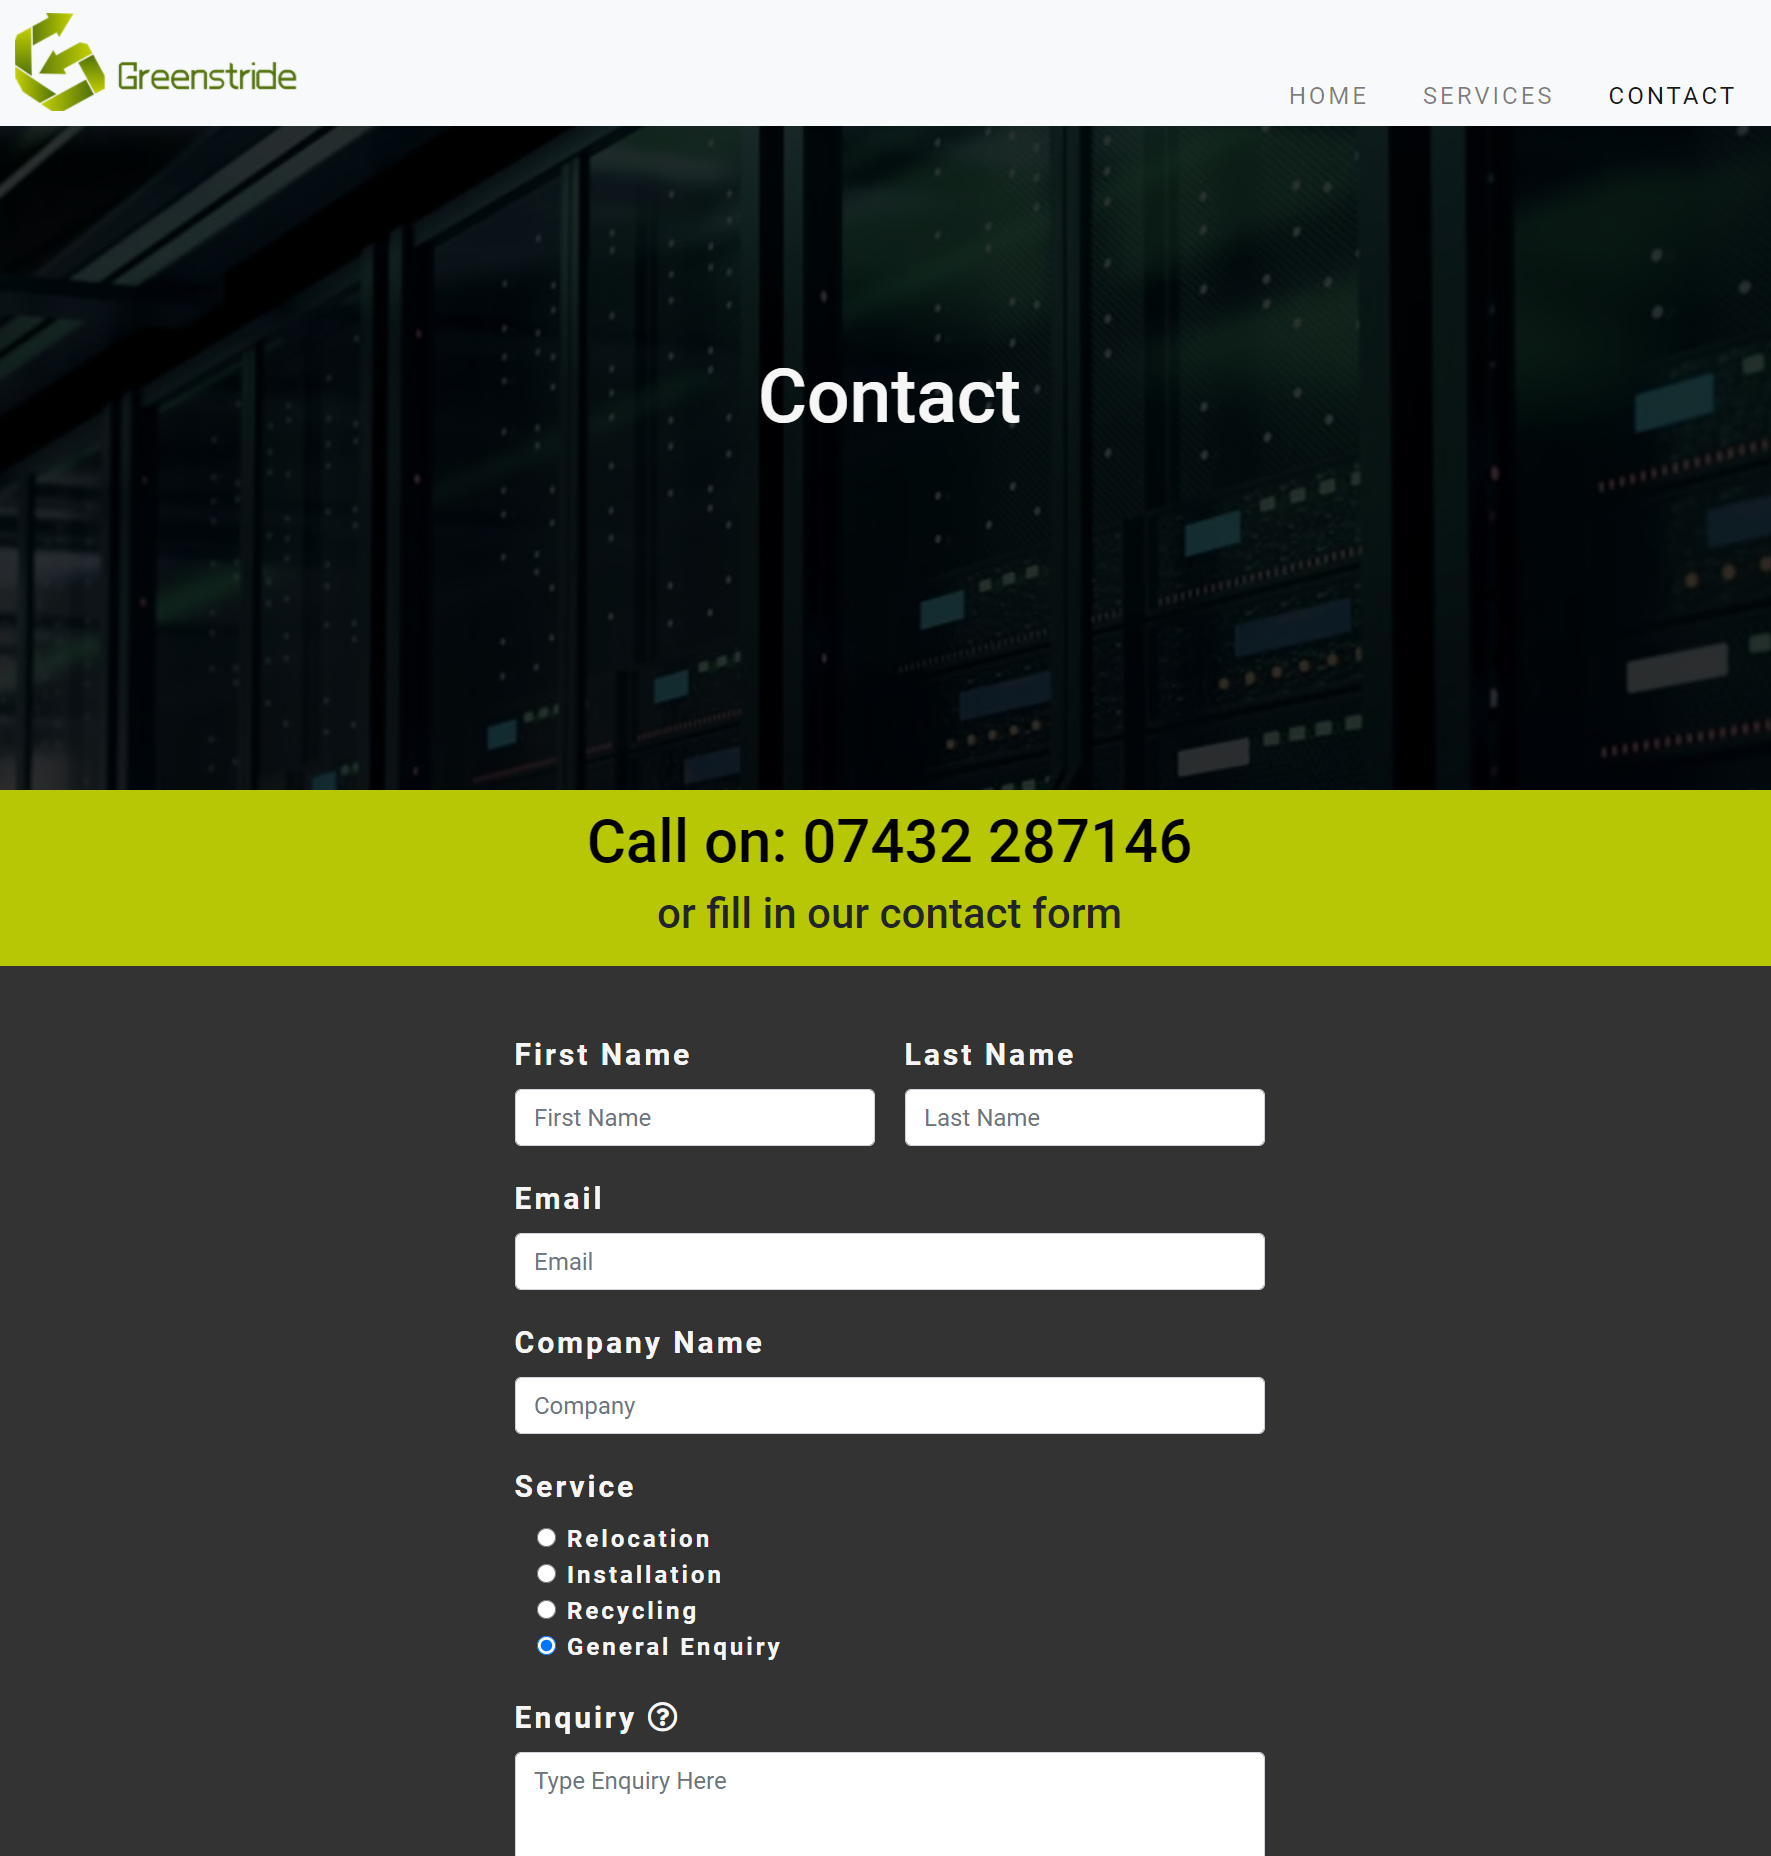 Greenstride
HOME SERVICES CONTACT
Contact
Call on: 07432 287146
or fill in our contact form
First Name Last Name
First Name Last Name
Email
Email
Company Name
Company
Service
Relocation
Installation
Recycling
General Enquiry
Enquiry
Type Enquiry Here